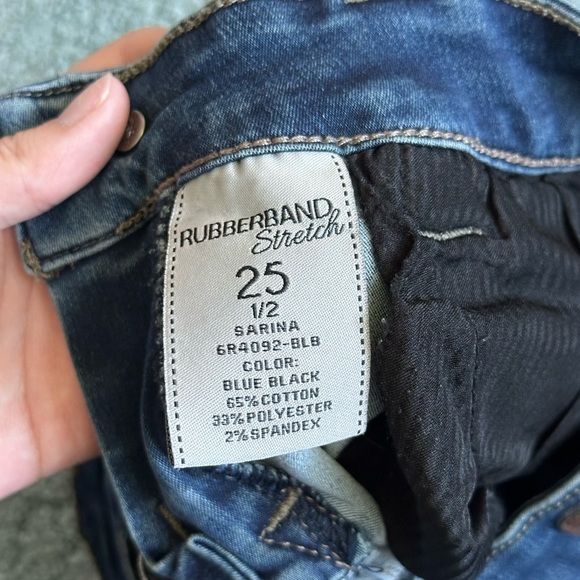 RUBBERBAND
Stretch
25
1/2
SARINA
6R4092-BLB
COLOR:
BLUE BLACK
65%COTTON
33%POLYESTER
2%SPANDEX